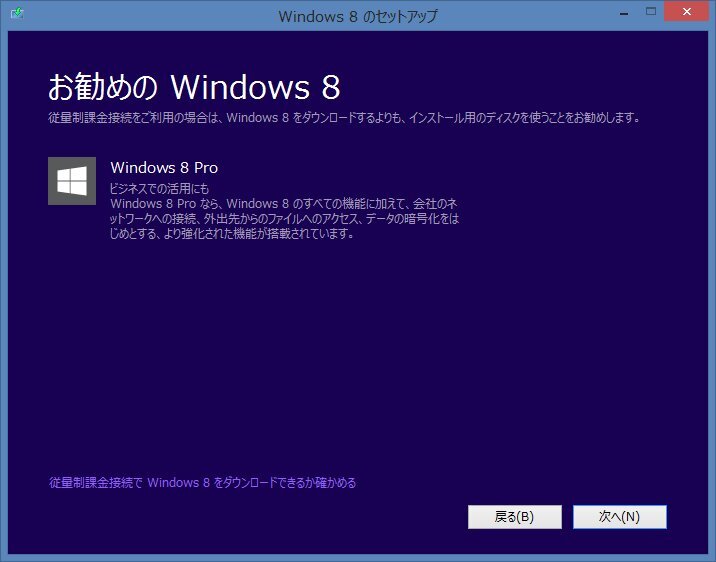 Windows 8 のセットアップ
お勧めの Windows 8
従量制課金接続をご利用の場合は、Windows 8 をダウンロードするよりも、インストール用のディスクを使うことをお勧めします。
Windows 8 Pro
ビジネスでの活用にも
Windows 8 Pro なら、Windows 8 のすべての機能に加えて、会社のネ
ットワークへの接続、外出先からのファイルへのアクセス、データの暗号化をは
じめとする、より強化された機能が搭載されています。
従量制課金接続で Windows 8 をダウンロードできるか確かめる
戻る(B)
次へ(N)